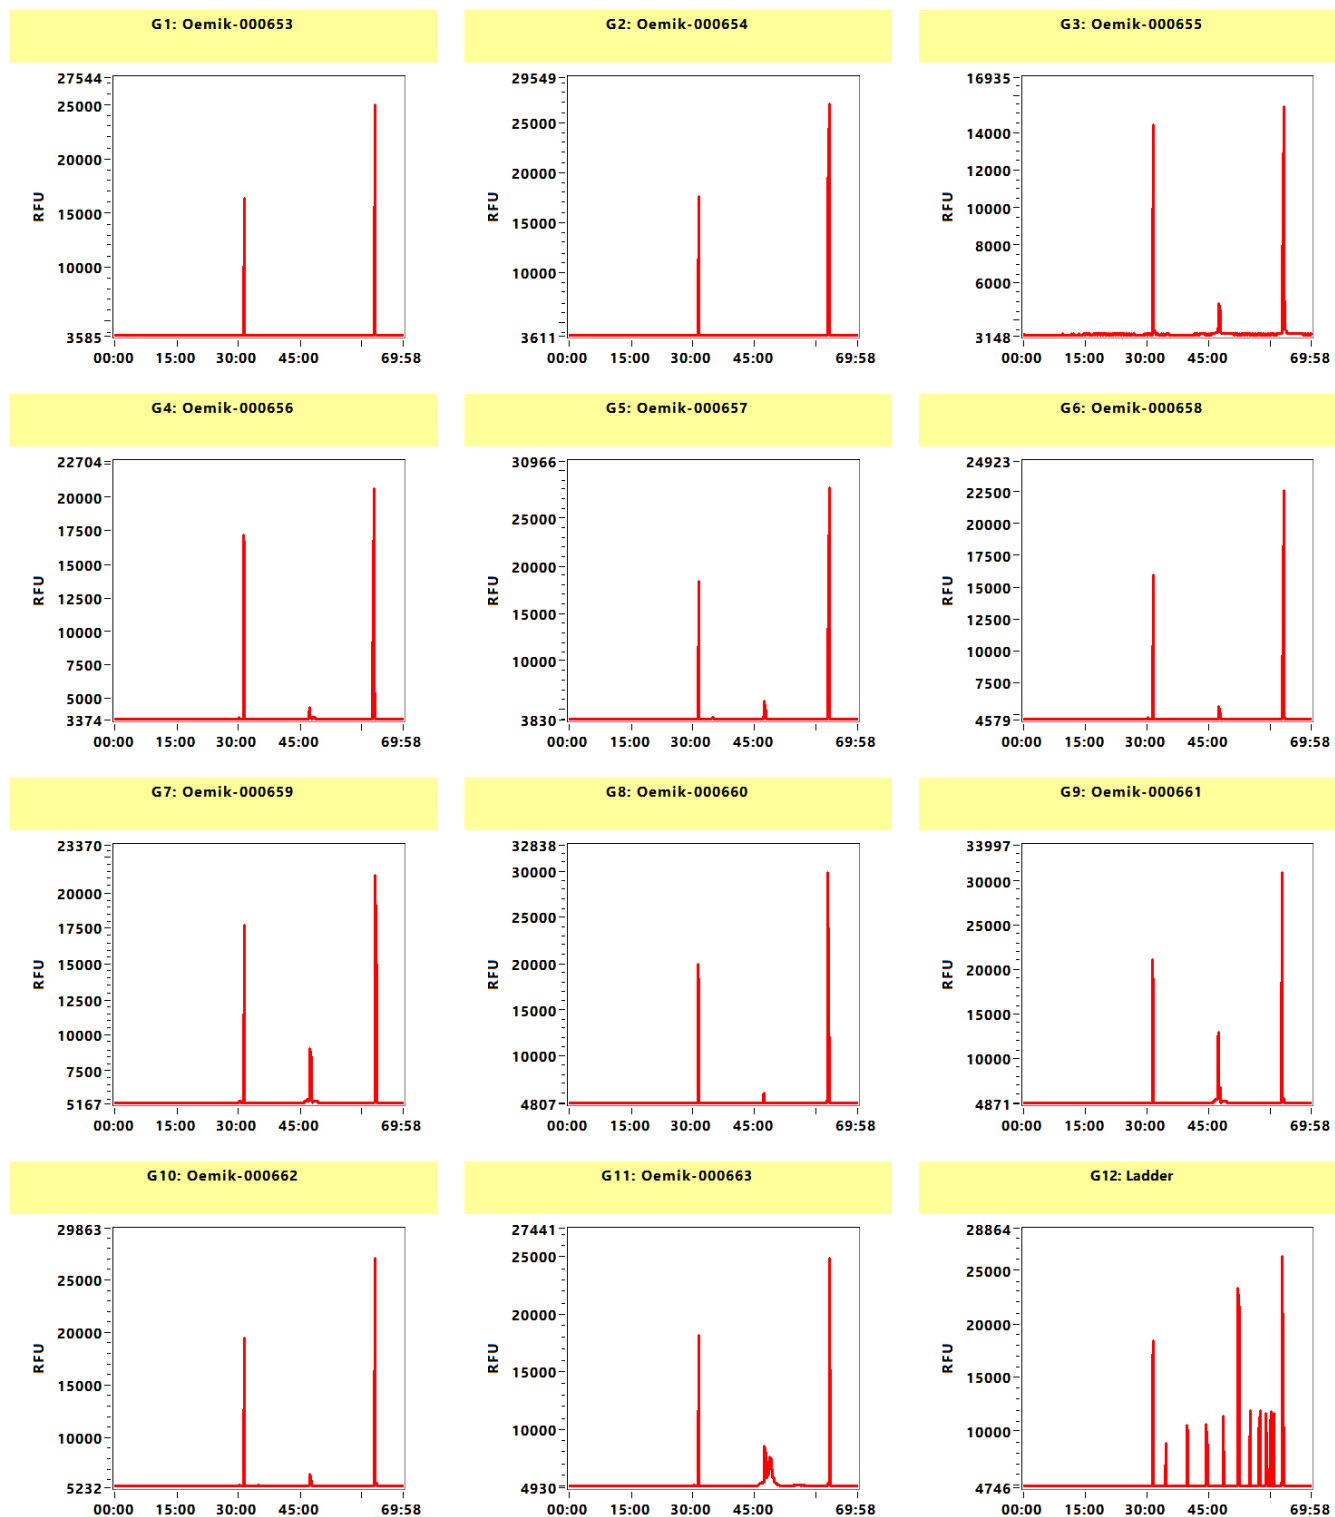 G1: Oemik-000653
27544
25000
20000
15000
10000
3585
RFU
00:00 15:00 30:00 45:00 69:58
G2: Oemik-000654
29549
25000
20000
15000
10000
3611
RFU
00:00 15:00 30:00 45:00 69:58
G3: Oemik-000655
16935
14000
12000
10000
8000
6000
3148
RFU
00:00 15:00 30:00 45:00 69:58
G4: Oemik-000656
22704
20000
17500
15000
12500
10000
7500
5000
3374
RFU
00:00 15:00 30:00 45:00 69:58
G5: Oemik-000657
30966
25000
20000
15000
10000
3830
RFU
00:00 15:00 30:00 45:00 69:58
G6: Oemik-000658
24923
22500
20000
17500
15000
12500
10000
7500
4579
RFU
00:00 15:00 30:00 45:00 69:58
G7: Oemik-000659
23370
20000
17500
15000
12500
10000
7500
5167
RFU
00:00 15:00 30:00 45:00 69:58
G8: Oemik-000660
32838
30000
25000
20000
15000
10000
4807
RFU
00:00 15:00 30:00 45:00 69:58
G9: Oemik-000661
33997
30000
25000
20000
15000
10000
4871
RFU
00:00 15:00 30:00 45:00 69:58
G10: Oemik-000662
29863
25000
20000
15000
10000
5232
RFU
00:00 15:00 30:00 45:00 69:58
G11: Oemik-000663
27441
25000
20000
15000
10000
4930
RFU
00:00 15:00 30:00 45:00 69:58
G12: Ladder
28864
25000
20000
15000
10000
4746
RFU
00:00 15:00 30:00 45:00 69:58